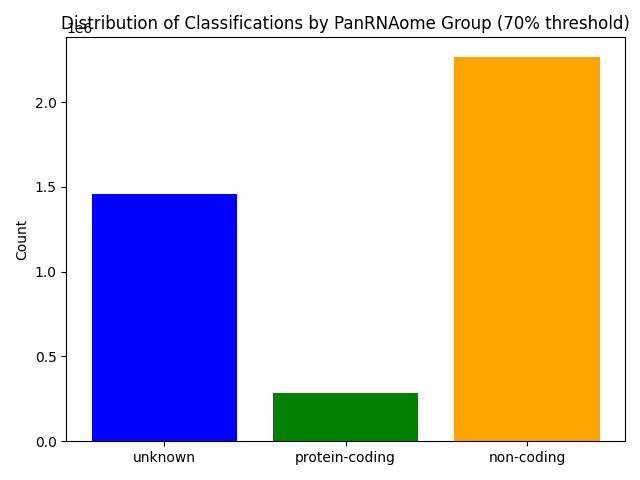 Distribution of Classifications by PanRNAome Group (70% threshold)
1e6
2.0
1.5
1.0
0.5
0.0
Count
unknown
protein-coding
non-coding